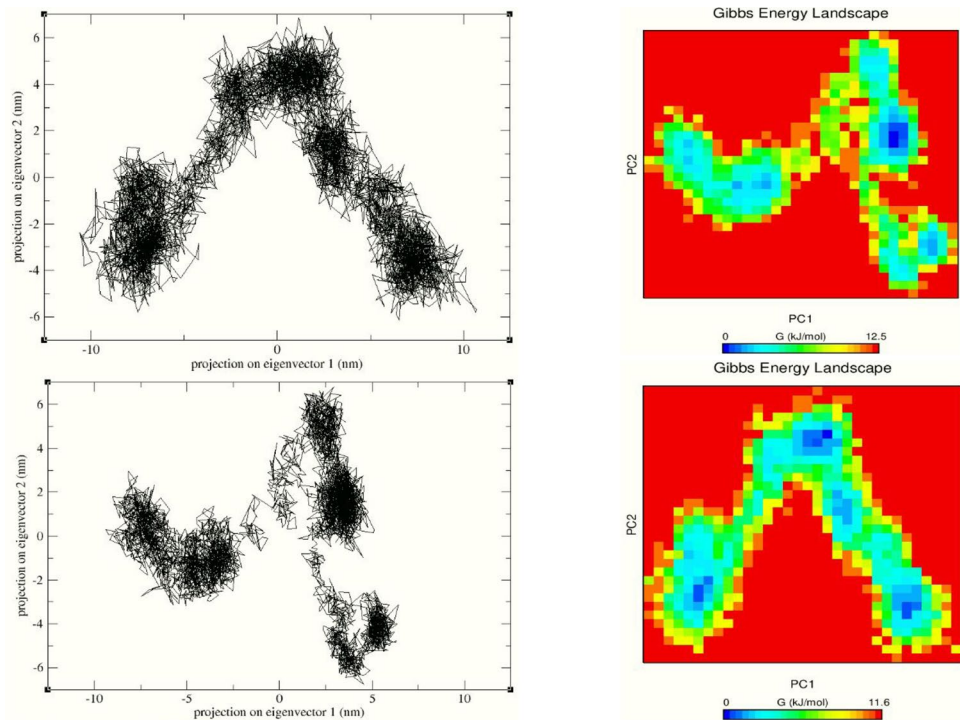 6
4
2
0
-2
-4
-6
projection on eigenvector 2 (nm)
-10
0
10
projection on eigenvector 1 (nm)
Gibbs Energy Landscape
PC2
PC1
0
G (kJ/mol)
12.5
6
4
2
0
-2
-4
-6
projection on eigenvector 2 (nm)
-10
-5
0
5
10
projection on eigenvector 1 (nm)
Gibbs Energy Landscape
PC2
PC1
0
G (kJ/mol)
11.6